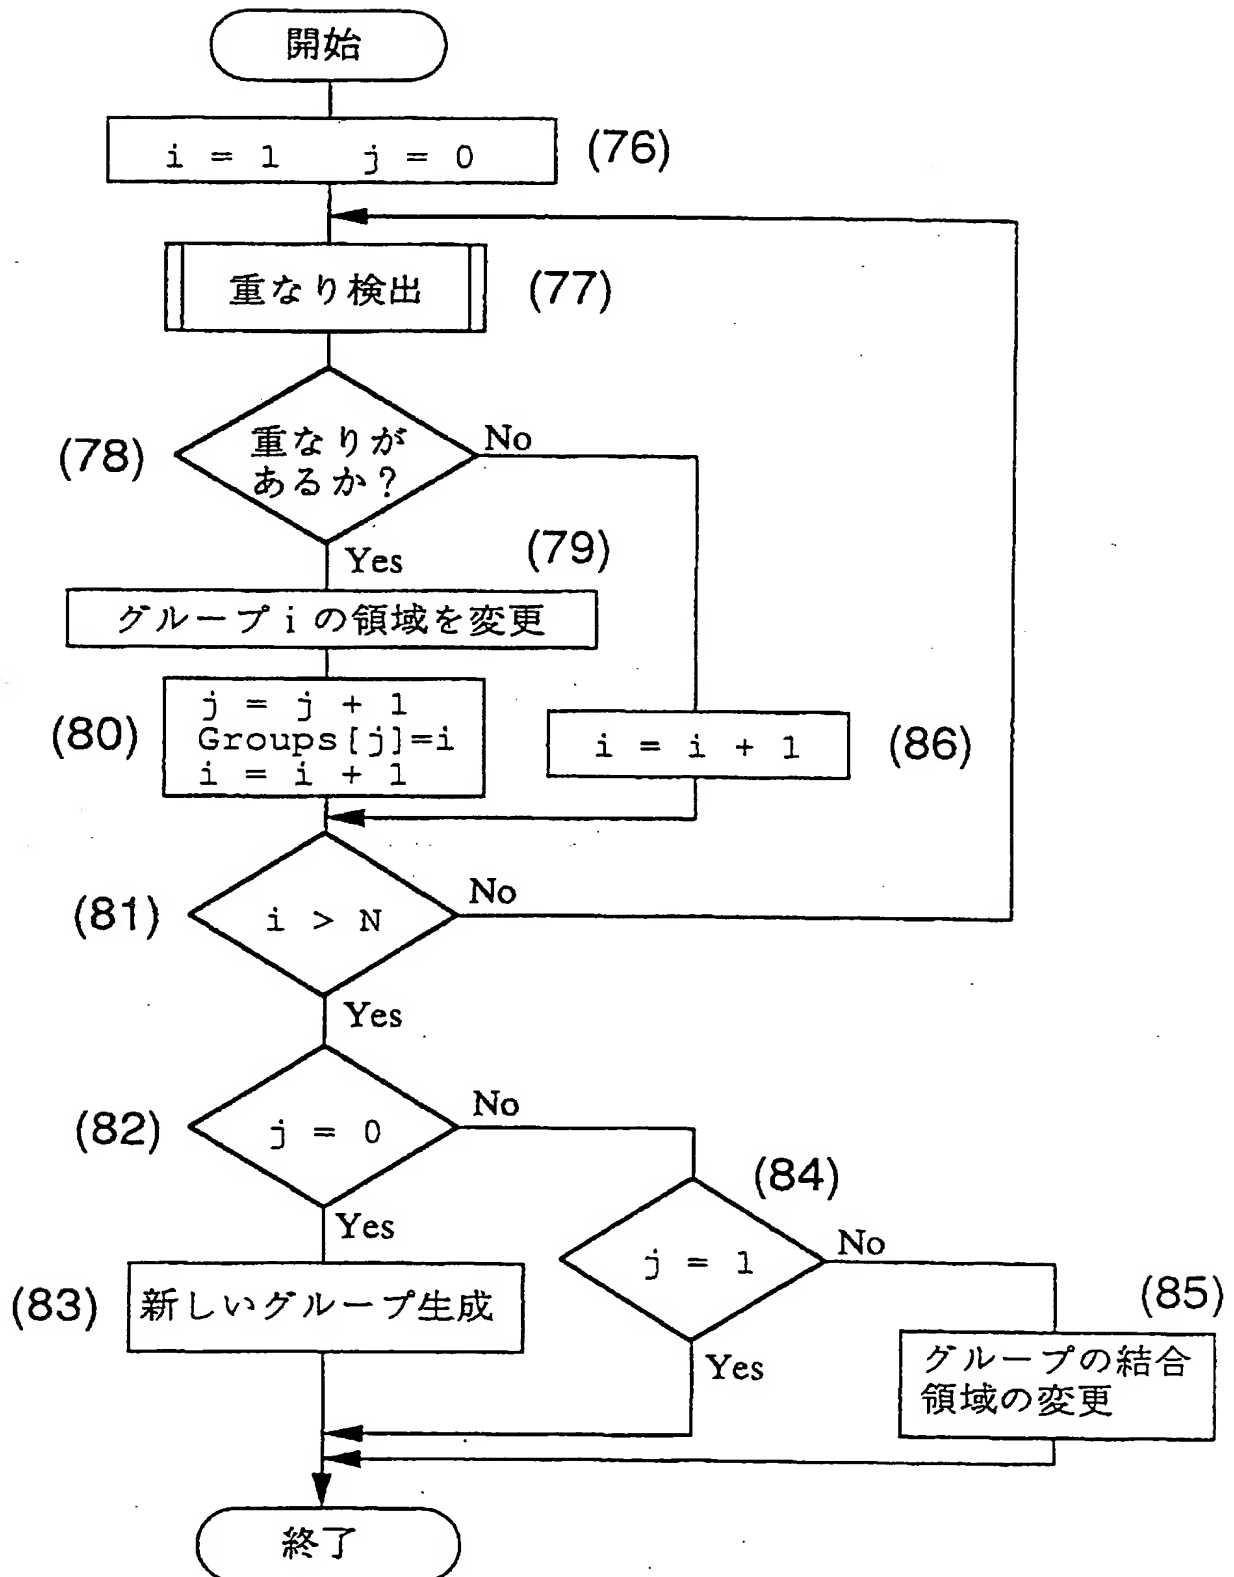 開始
i = 1 j = 0
(76)
重なり検出
(77)
(78)
重なりが
あるか？
No
Yes
(79)
グループiの領域を変更
(80)
j = j + 1
Groups[j]=i
i = i + 1
i = i + 1
(86)
(81)
i > N
No
Yes
(82)
j = 0
No
Yes
(84)
j = 1
No
Yes
(83)
新しいグループ生成
(85)
グループの結合
領域の変更
終了